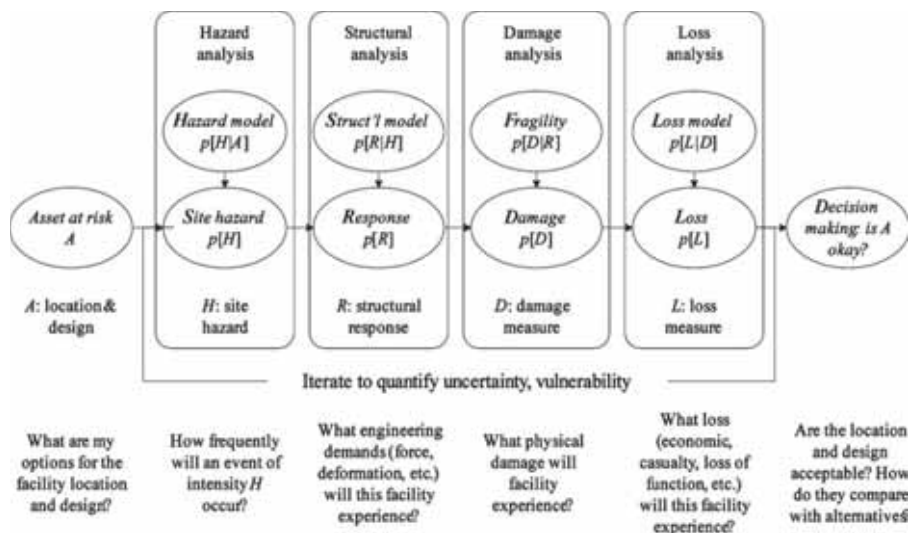 Hazard
analysis
Structural
analysis
Damage
analysis
Loss
analysis
Hazard model
p[H|A]
Struct'l model
p[R|H]
Fragility
p[D|R]
Loss model
p[L|D]
Asset at risk
A
Site hazard
p[H]
Response
p[R]
Damage
p[D]
Loss
p[L]
Decision
making: is A
okay?
A: location &
design
H: site
hazard
R: structural
response
D: damage
measure
L: loss
measure
Iterate to quantify uncertainty, vulnerability
What are my
options for the
facility location
and design?
How frequently
will an event of
intensity H
occur?
What engineering
demands (force,
deformation, etc.)
will this facility
experience?
What physical
damage will
facility
experience?
What loss
(economic,
casualty, loss of
function, etc.)
will this facility
experience?
Are the location
and design
acceptable? How
do they compare
with alternatives?